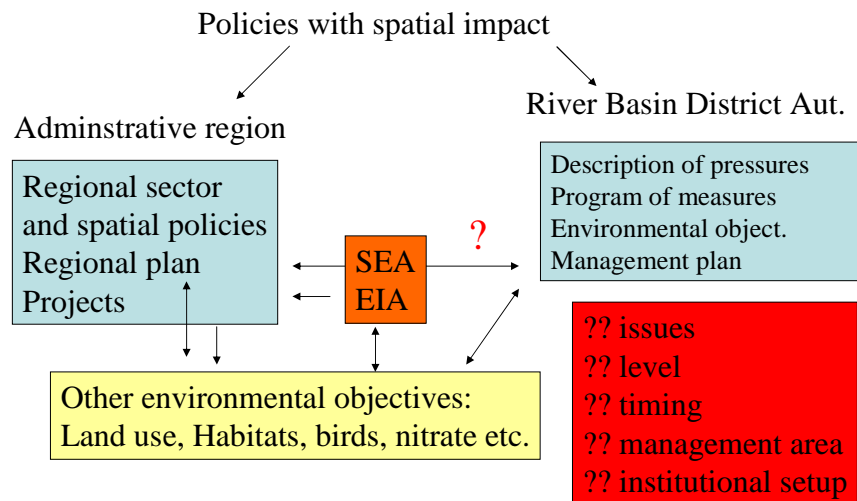 Policies with spatial impact
River Basin District Aut.
Adminstrative region
Regional sector
and spatial policies
Regional plan
Projects
Description of pressures
Program of measures
Environmental object.
Management plan
?
SEA
EIA
?? issues
?? level
?? timing
?? management area
?? institutional setup
Other environmental objectives:
Land use, Habitats, birds, nitrate etc.